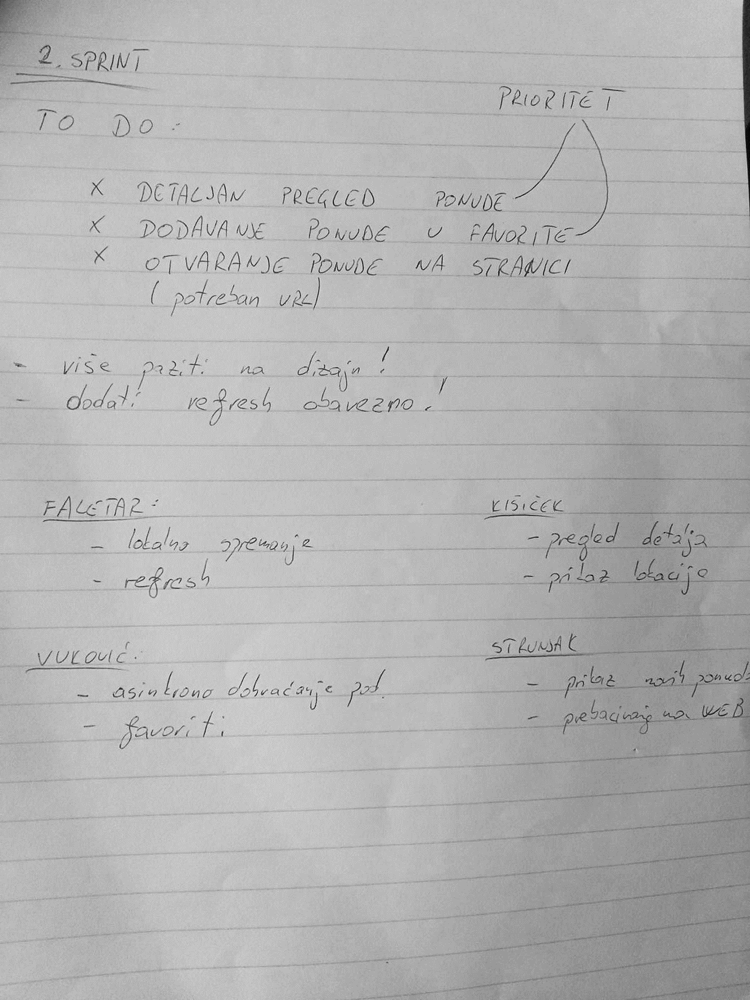 2. SPRINT
PRIORITET
TO DO:
X DETALJAN PREGLED PONUDE
X DODAVANJE PONUDE U FAVORITE
X OTVARANJE PONUDE NA STRANICI
(potreban URL)
- više paziti na dizajn!
- dodati refresh obavezno!
FALETAR:
- lokalno spremanje
- refresh
KIŠIČEK
- pregled detalja
- prikaz lokacije
VUKOVIĆ:
- asinkrono dohvaćanje pod.
- favoriti
STRUNJAK
- prikaz novih ponuda
- prebacivanje na WEB